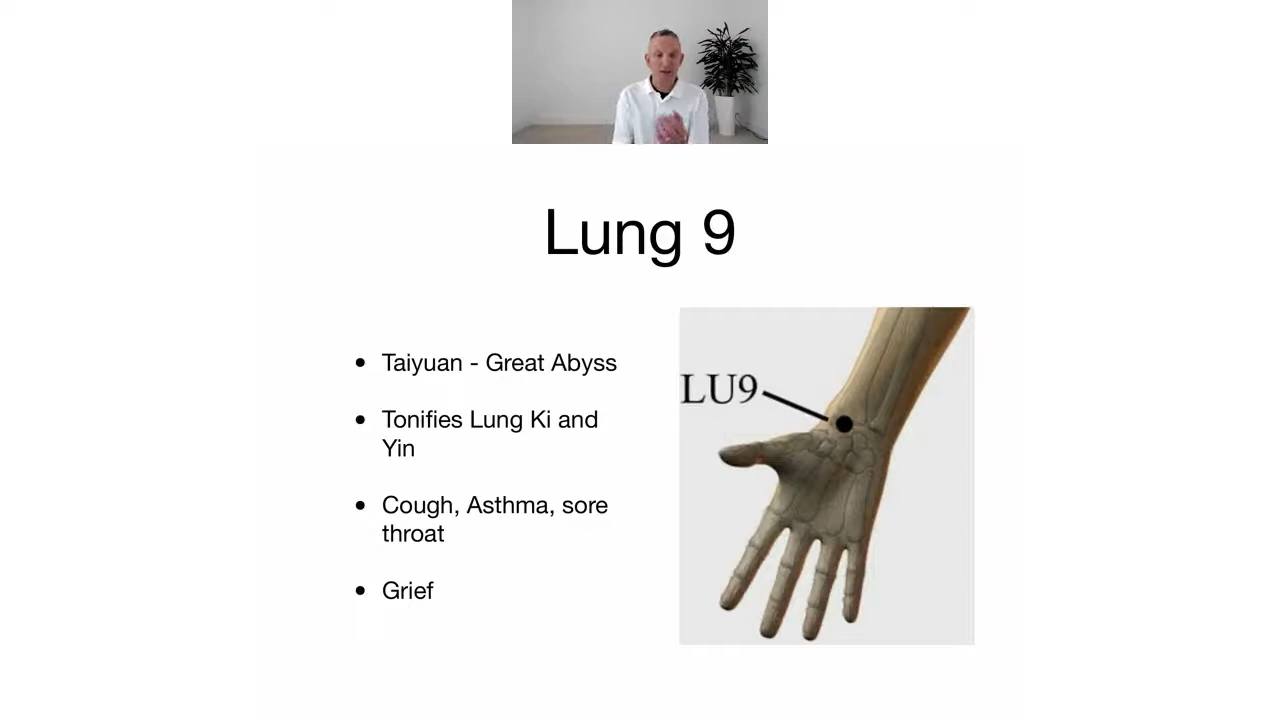 Lung 9
• Taiyuan - Great Abyss
• Tonifies Lung Ki and
Yin
• Cough, Asthma, sore
throat
• Grief
LU9